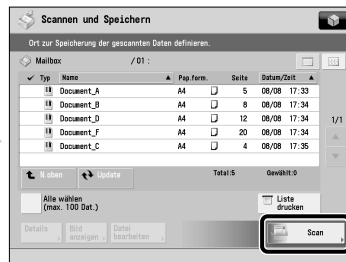 Scannen und Speichern
Ort zur Speicherung der gescannten Daten definieren.
Mailbox / 01 :
Typ Name ▲ Pap.form. Seite Datum/Zeit ▲
Document_A A4 5 08/08 17:33
Document_B A4 8 08/08 17:34
Document_D A4 12 08/08 17:34
Document_F A4 20 08/08 17:34
Document_C A4 4 08/08 17:35
1/1
N.oben Update Total:5 Gewählt:0
Alle wählen
(max. 100 Dat.)
Liste
drucken
Details
Bild
anzeigen
Datei
bearbeiten
Scan